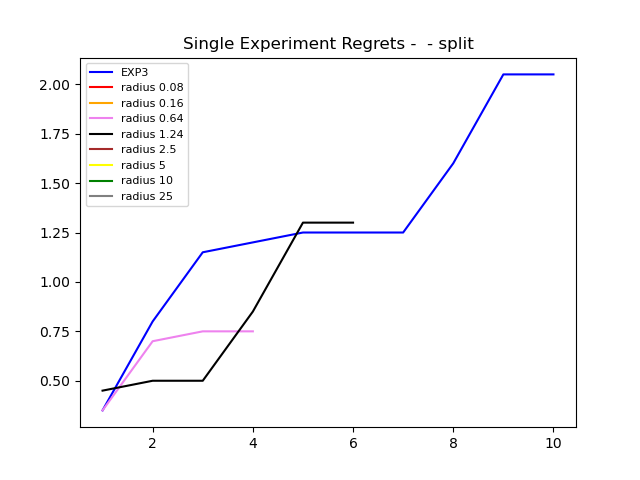 Single Experiment Regrets -  - split
EXP3
radius 0.08
radius 0.16
radius 0.64
radius 1.24
radius 2.5
radius 5
radius 10
radius 25
2.00
1.75
1.50
1.25
1.00
0.75
0.50
2 4 6 8 10